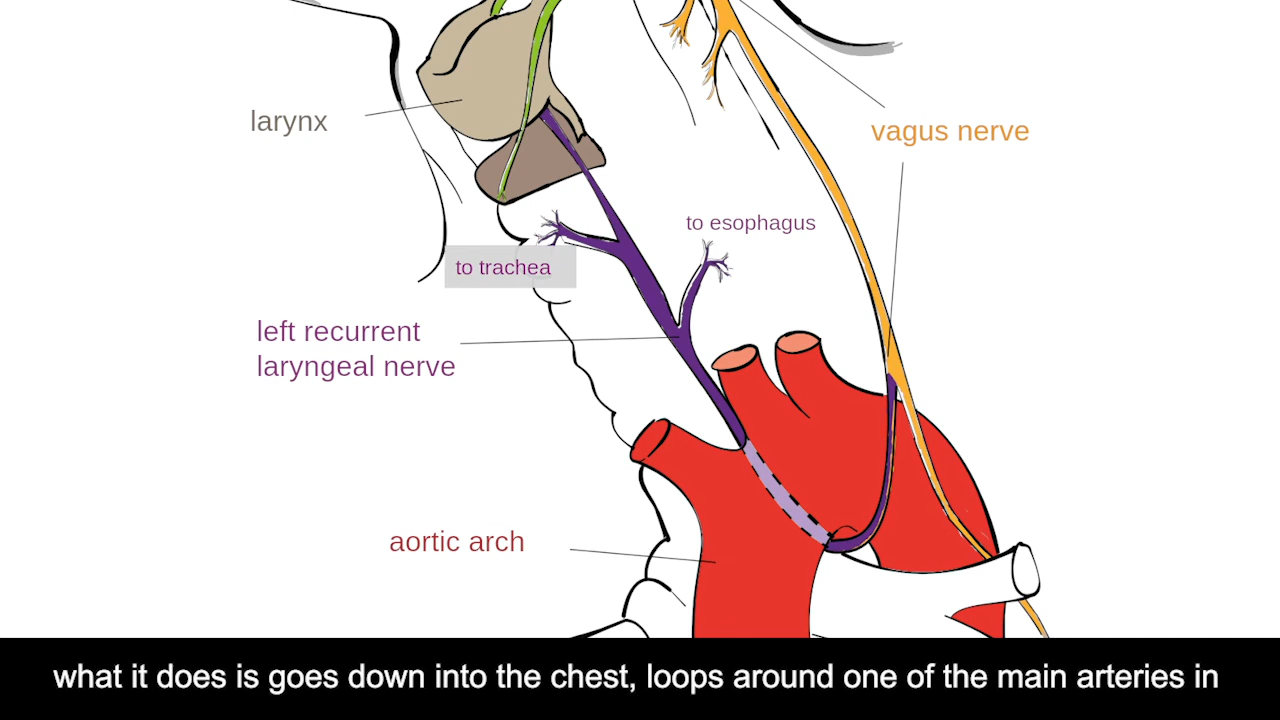 larynx
vagus nerve
to esophagus
to trachea
left recurrent
laryngeal nerve
aortic arch
what it does is goes down into the chest, loops around one of the main arteries in